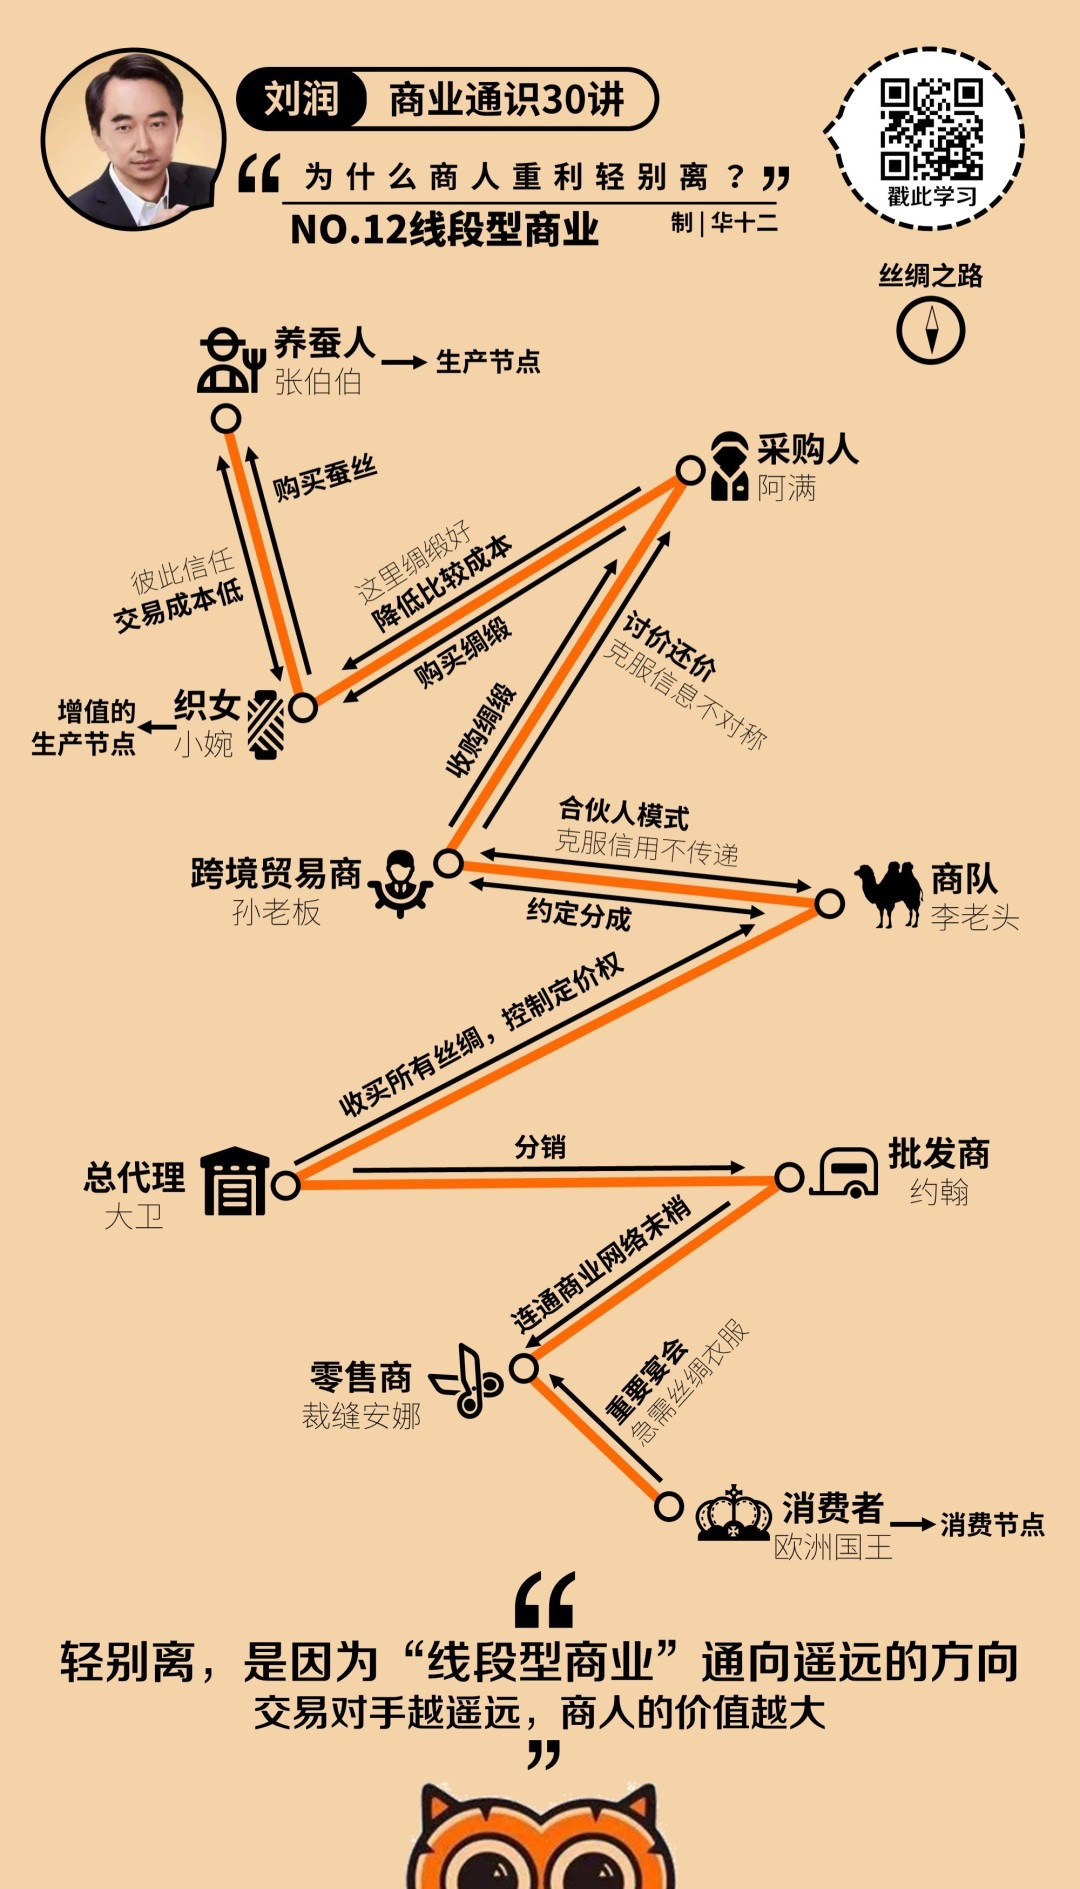 刘润 商业通识30讲
“为什么商人重利轻别离？”
NO.12线段型商业
制|华十二
戳此学习
丝绸之路
养蚕人
张伯伯
生产节点
购买蚕丝
彼此信任
交易成本低
采购人
阿满
这里绸缎好
降低比较成本
购买绸缎
织女
小婉
增值的
生产节点
讨价还价
克服信息不对称
收购绸缎
跨境贸易商
孙老板
合伙人模式
克服信用不传递
约定分成
商队
李老头
收买所有丝绸，控制定价权
总代理
大卫
分销
批发商
约翰
连通商业网络末梢
零售商
裁缝安娜
重要宴会
急需丝绸衣服
消费者
欧洲国王
消费节点
“
轻别离，是因为“线段型商业”通向遥远的方向
交易对手越遥远，商人的价值越大
”